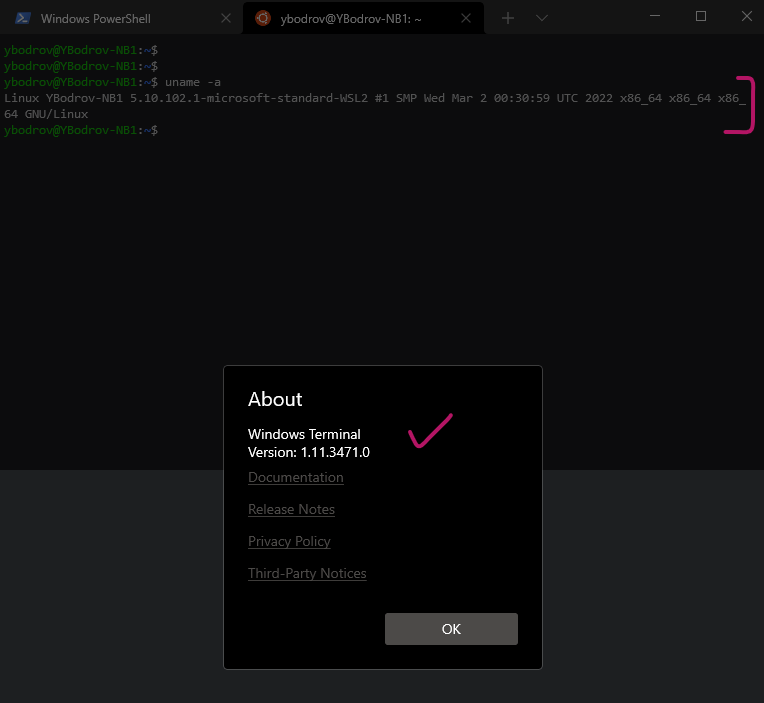 Windows PowerShell
ybodrov@YBodrov-NB1: ~
ybodrov@YBodrov-NB1:~$
ybodrov@YBodrov-NB1:~$
ybodrov@YBodrov-NB1:~$ uname -a
Linux YBodrov-NB1 5.10.102.1-microsoft-standard-WSL2 #1 SMP Wed Mar 2 00:30:59 UTC 2022 x86_64 x86_64 x86_
64 GNU/Linux
ybodrov@YBodrov-NB1:~$
About
Windows Terminal
Version: 1.11.3471.0
Documentation
Release Notes
Privacy Policy
Third-Party Notices
OK